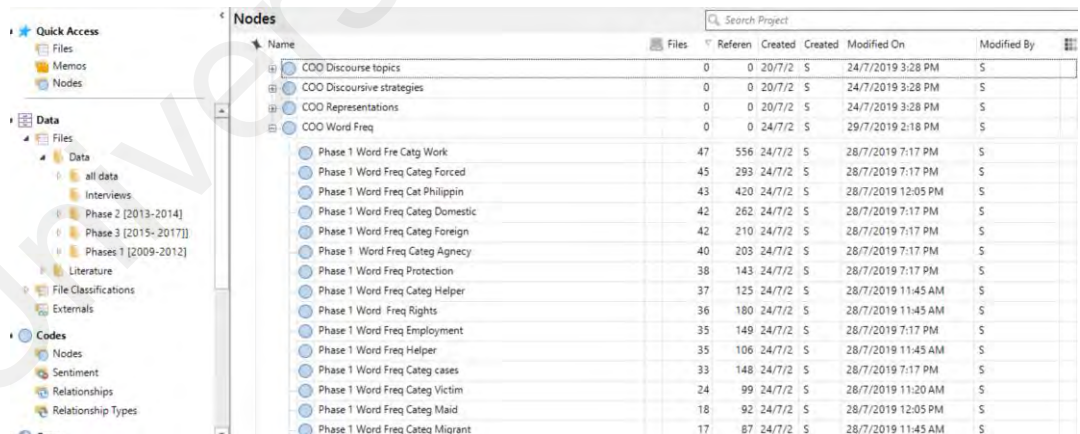 Quick Access
Files
Memos
Nodes
Data
Files
Data
all data
Interviews
Phase 2 [2013-2014]
Phase 3 [2015- 2017]]
Phases 1 [2009-2012]
Literature
File Classifications
Externals
Codes
Nodes
Sentiment
Relationships
Relationship Types
Nodes
Search Project
Name Files Referen Created Created Modified On Modified By
COO Discourse topics 0 0 20/7/2 S 24/7/2019 3:28 PM S
COO Discursive strategies 0 0 20/7/2 S 24/7/2019 3:28 PM S
COO Representations 0 0 20/7/2 S 24/7/2019 3:28 PM S
COO Word Freq 0 0 24/7/2 S 29/7/2019 2:18 PM S
Phase 1 Word Fre Catg Work 47 556 24/7/2 S 28/7/2019 7:17 PM S
Phase 1 Word Freq Categ Forced 45 293 24/7/2 S 28/7/2019 7:17 PM S
Phase 1 Word Freq Cat Philippin 43 420 24/7/2 S 28/7/2019 12:05 PM S
Phase 1 Word Freq Categ Domestic 42 262 24/7/2 S 28/7/2019 7:17 PM S
Phase 1 Word Freq Categ Foreign 42 210 24/7/2 S 28/7/2019 7:17 PM S
Phase 1 Word Freq Categ Agnecy 40 203 24/7/2 S 28/7/2019 7:17 PM S
Phase 1 Word Freq Protection 38 143 24/7/2 S 28/7/2019 7:17 PM S
Phase 1 Word Freq Categ Helper 37 125 24/7/2 S 28/7/2019 11:45 AM S
Phase 1 Word Freq Rights 36 180 24/7/2 S 28/7/2019 11:45 AM S
Phase 1 Word Freq Employment 35 149 24/7/2 S 28/7/2019 7:17 PM S
Phase 1 Word Freq Helper 35 106 24/7/2 S 28/7/2019 11:45 AM S
Phase 1 Word Freq Categ cases 33 148 24/7/2 S 28/7/2019 7:17 PM S
Phase 1 Word Freq Categ Victim 24 99 24/7/2 S 28/7/2019 11:20 AM S
Phase 1 Word Freq Categ Maid 18 92 24/7/2 S 28/7/2019 12:05 PM S
Phase 1 Word Freq Categ Migrant 17 87 24/7/2 S 28/7/2019 11:45 AM S